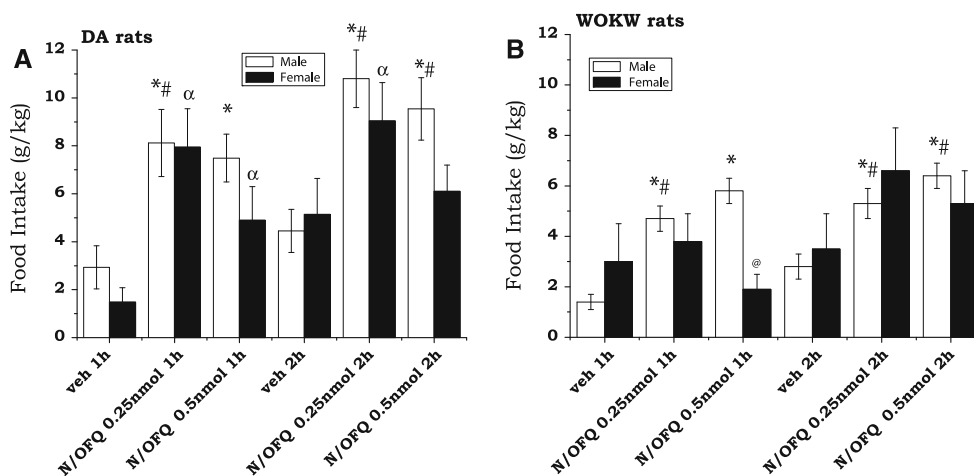 A
DA rats
Male
Female
Food Intake (g/kg)
12
10
8
6
4
2
0
*#
α
*
α
*#
α
*#
veh 1h
N/OFQ 0.25nmol 1h
N/OFQ 0.5nmol 1h
veh 2h
N/OFQ 0.25nmol 2h
N/OFQ 0.5nmol 2h
B
WOKW rats
Male
Female
Food Intake (g/kg)
12
10
8
6
4
2
0
*#
*
@
*#
*#
veh 1h
N/OFQ 0.25nmol 1h
N/OFQ 0.5nmol 1h
veh 2h
N/OFQ 0.25nmol 2h
N/OFQ 0.5nmol 2h